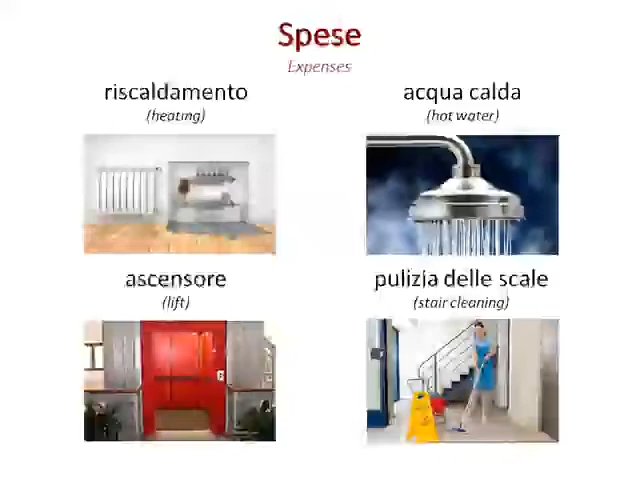 Spese
Expenses
riscaldamento
(heating)
acqua calda
(hot water)
ascensore
(lift)
pulizia delle scale
(stair cleaning)